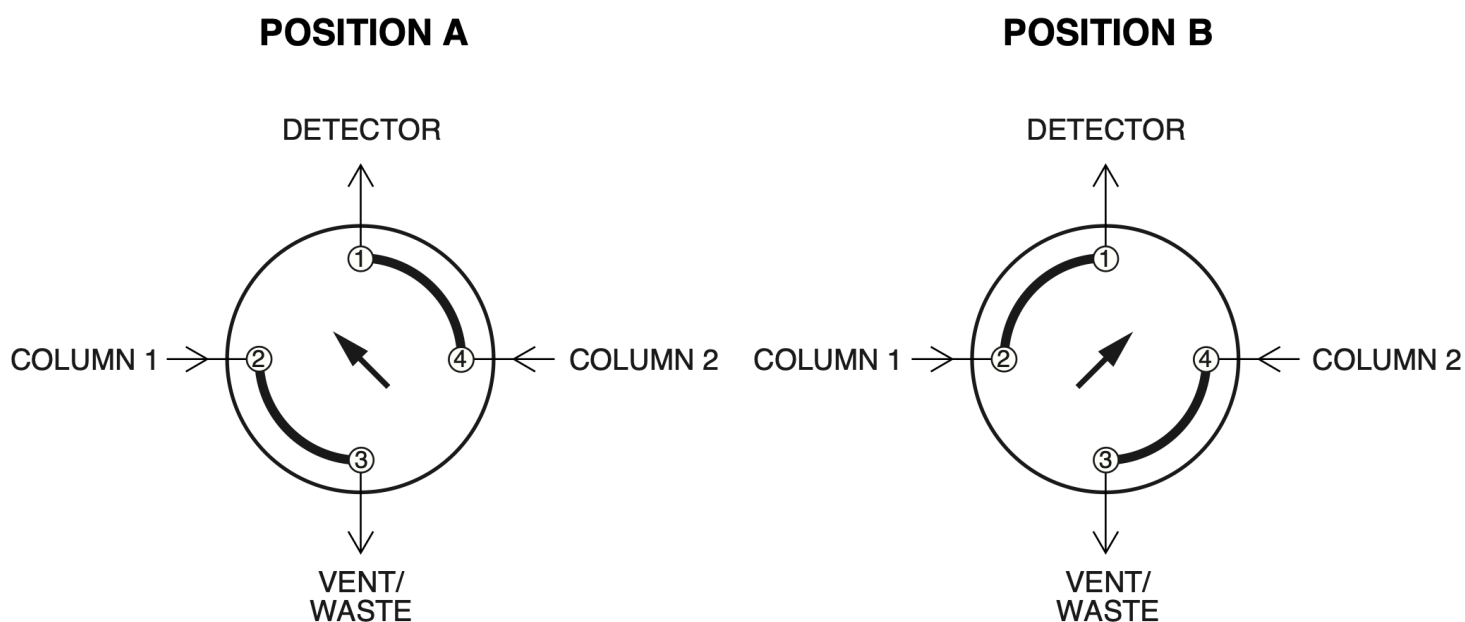 POSITION A
DETECTOR
1
COLUMN 1
2
4
COLUMN 2
3
VENT/
WASTE
POSITION B
DETECTOR
1
COLUMN 1
2
4
COLUMN 2
3
VENT/
WASTE